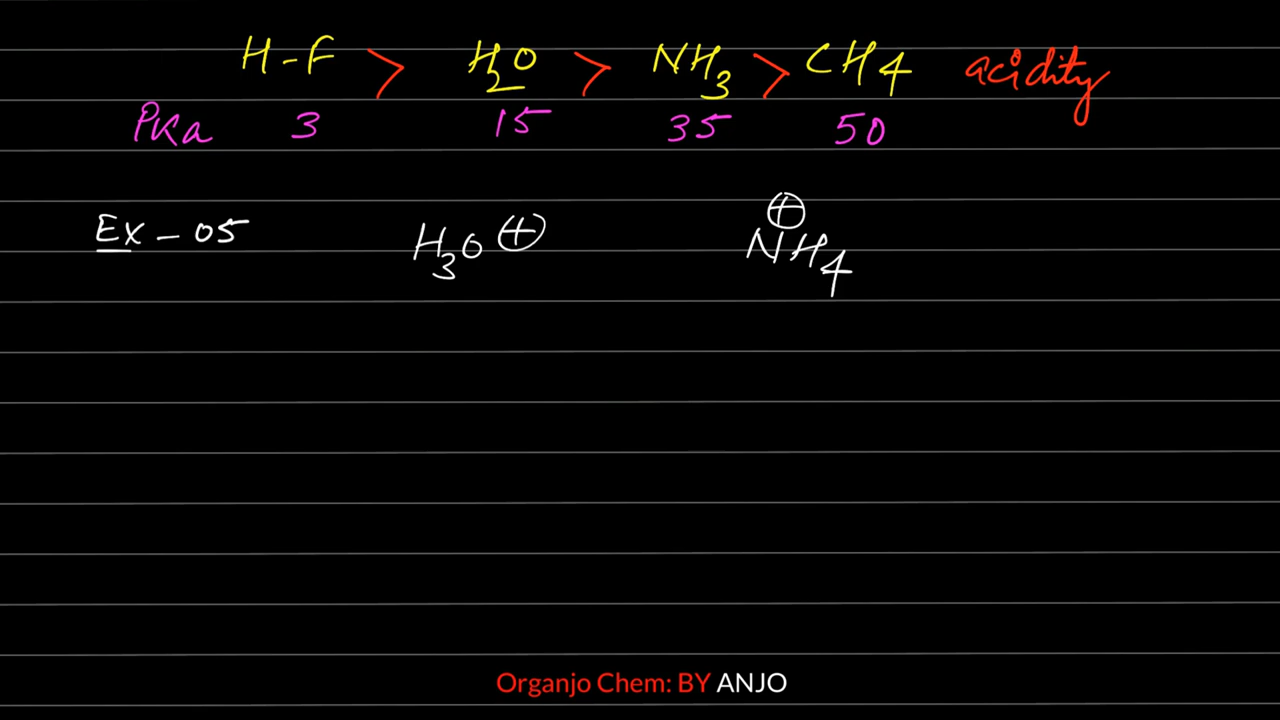 H-F > H2O > NH3 > CH4 acidity
PKa 3 15 35 50
Ex - 05 H3O⊕ ⊕NH4
Organjo Chem: BY ANJO